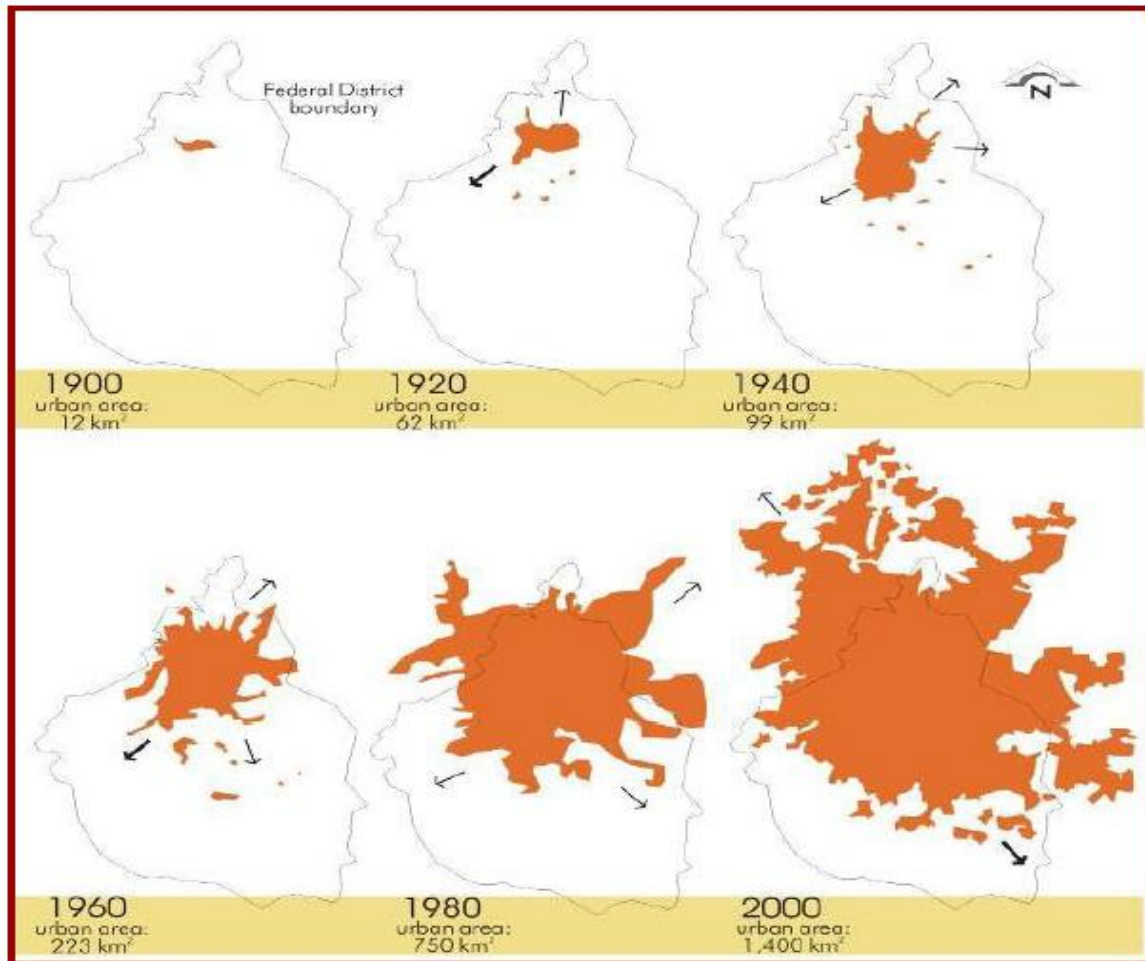 Federal District
boundary
N
1900
urban area:
12 km²
1920
urban area:
62 km²
1940
urban area:
99 km²
1960
urban area:
223 km²
1980
urban area:
750 km²
2000
urban area:
1,400 km²